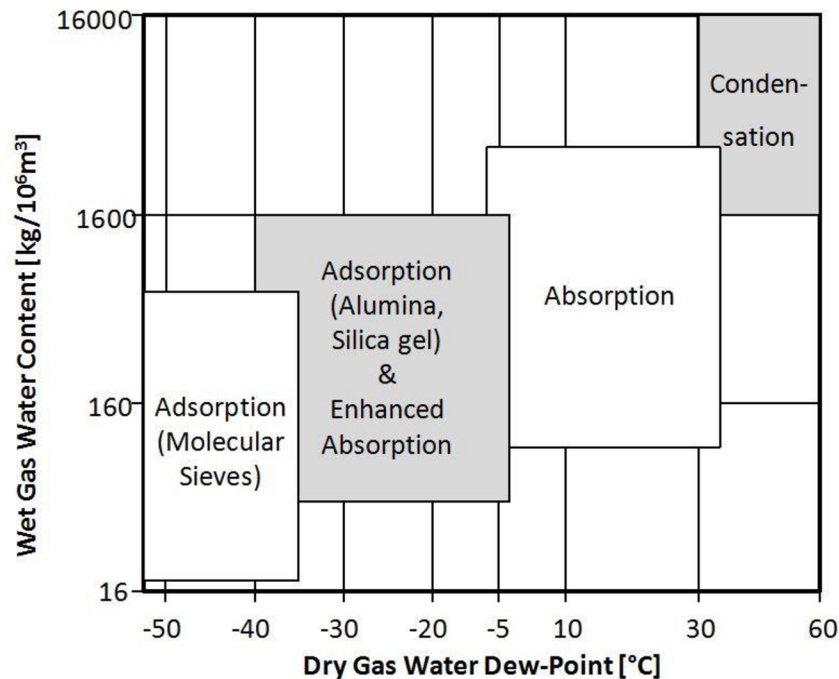 16000
1600
160
16
Wet Gas Water Content [kg/10⁶m³]
Conden-
sation
Absorption
Adsorption
(Alumina,
Silica gel)
&
Enhanced
Absorption
Adsorption
(Molecular
Sieves)
-50 -40 -30 -20 -5 10 30 60
Dry Gas Water Dew-Point [°C]